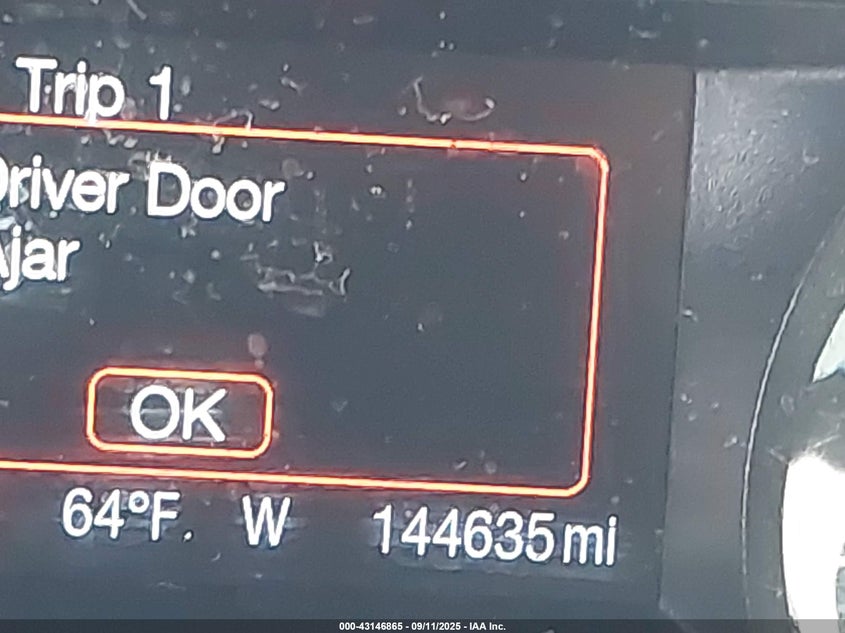 Trip 1
Driver Door
Ajar
OK
64°F. W 144635 mi
000-43146865 - 09/11/2025 - IAA Inc.